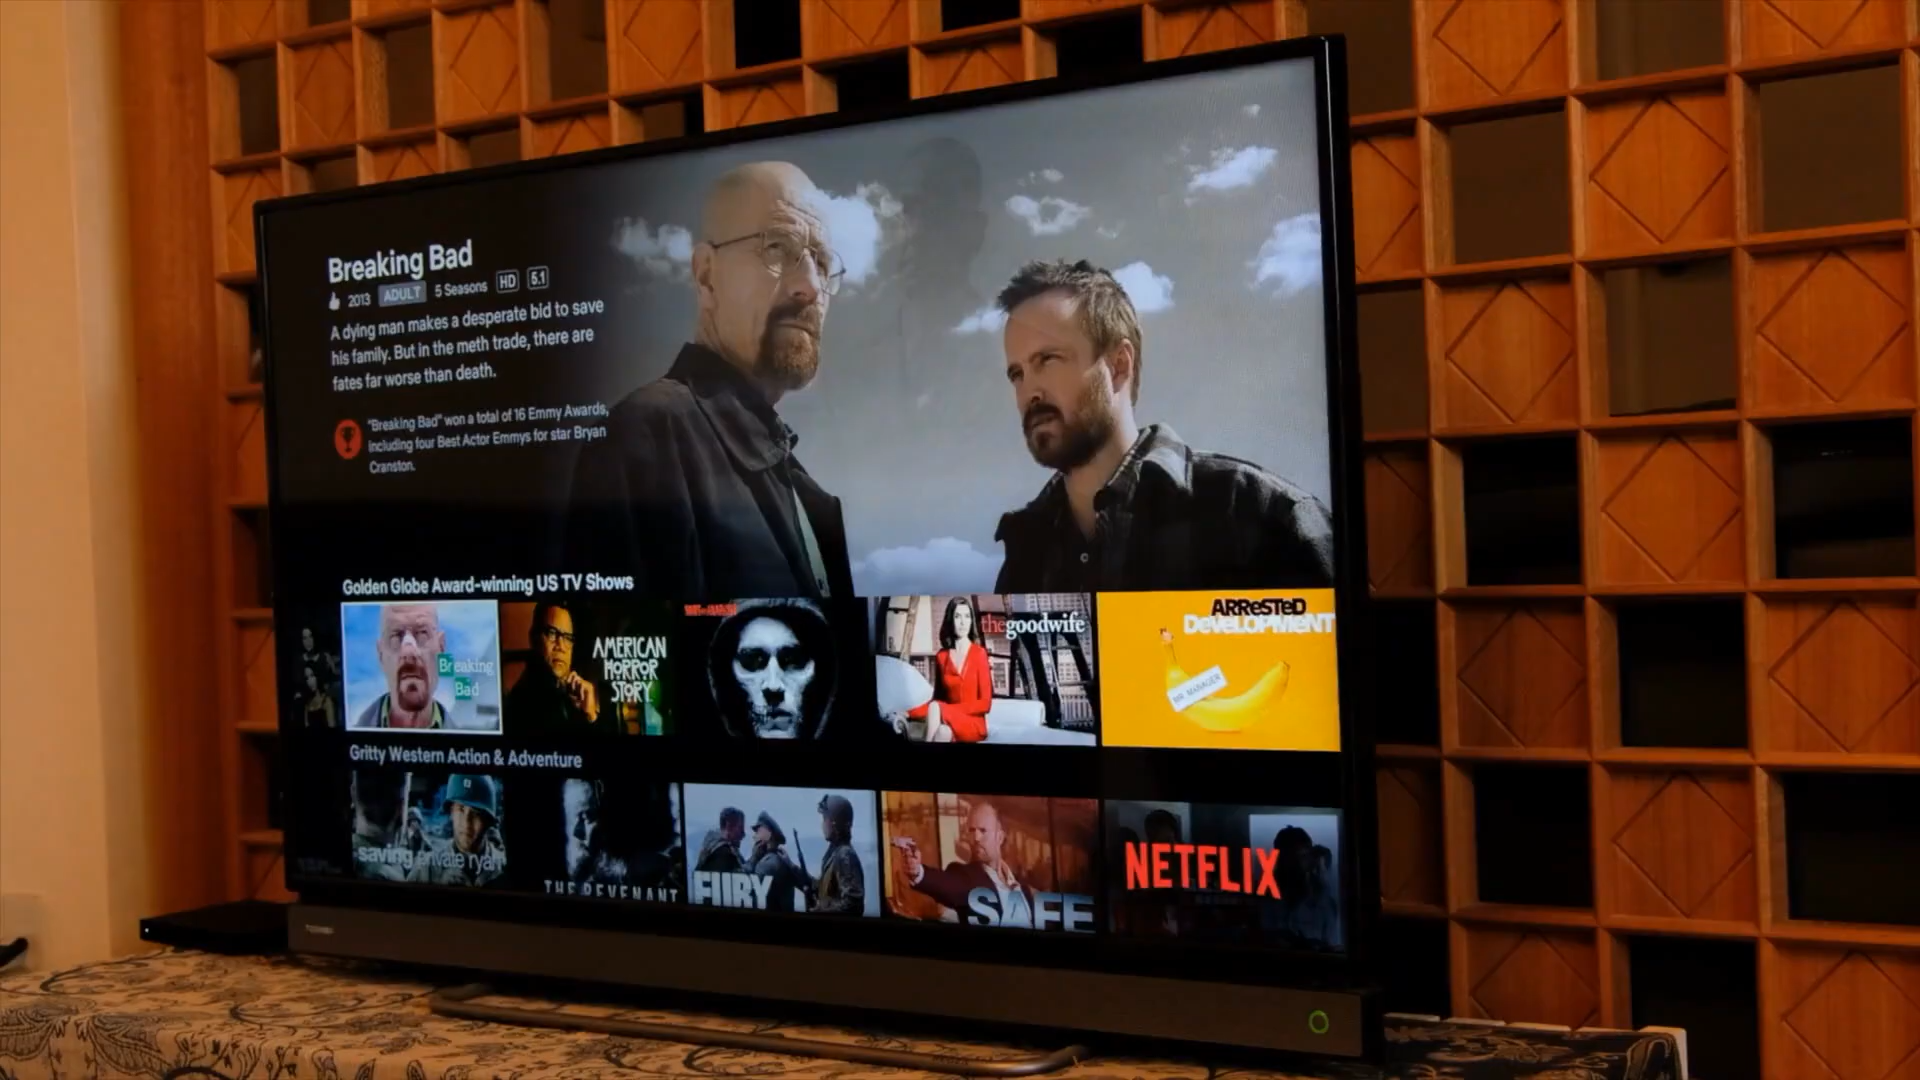 Breaking Bad
2013 ADULT 5 Seasons HD 5.1
A dying man makes a desperate bid to save
his family. But in the meth trade, there are
fates far worse than death.
"Breaking Bad" won a total of 16 Emmy Awards,
including four Best Actor Emmys for star Bryan
Cranston.
Golden Globe Award-winning US TV Shows
Breaking
Bad
AMERICAN
HORROR
STORY
thegoodwife
ARReSTeD
DeVeLOPMeNT
MR. MANAGER
Gritty Western Action & Adventure
saving private ryan
THE REVENANT
FURY
SAFE
NETFLIX
TOSHIBA